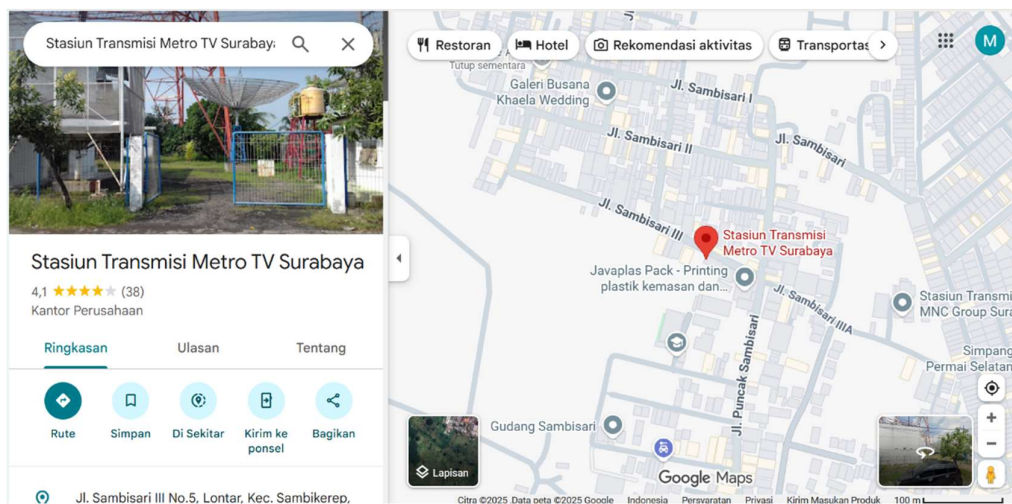 Stasiun Transmisi Metro TV Surabay
Restoran
Hotel
Rekomendasi aktivitas
Transportas
M
Stasiun Transmisi Metro TV Surabaya
4,1 (38)
Kantor Perusahaan
Ringkasan
Ulasan
Tentang
Rute
Simpan
Di Sekitar
Kirim ke
ponsel
Bagikan
Jl. Sambisari III No.5, Lontar, Kec. Sambikerep,
Tutup sementara
Galeri Busana
Khaela Wedding
Jl. Sambisari I
Jl. Sambisari II
Jl. Sambisari
Jl. Sambisari III
Stasiun Transmisi
Metro TV Surabaya
Javaplas Pack - Printing
plastik kemasan dan...
Jl. Sambisari IIIA
Stasiun Transmi
MNC Group Sura
Simpang
Permai Selatan
Jl. Puncak Sambisari
Gudang Sambisari
Lapisan
Google Maps
Citra ©2025 ,Data peta ©2025 Google Indonesia Persyaratan Privasi Kirim Masukan Produk 100 m